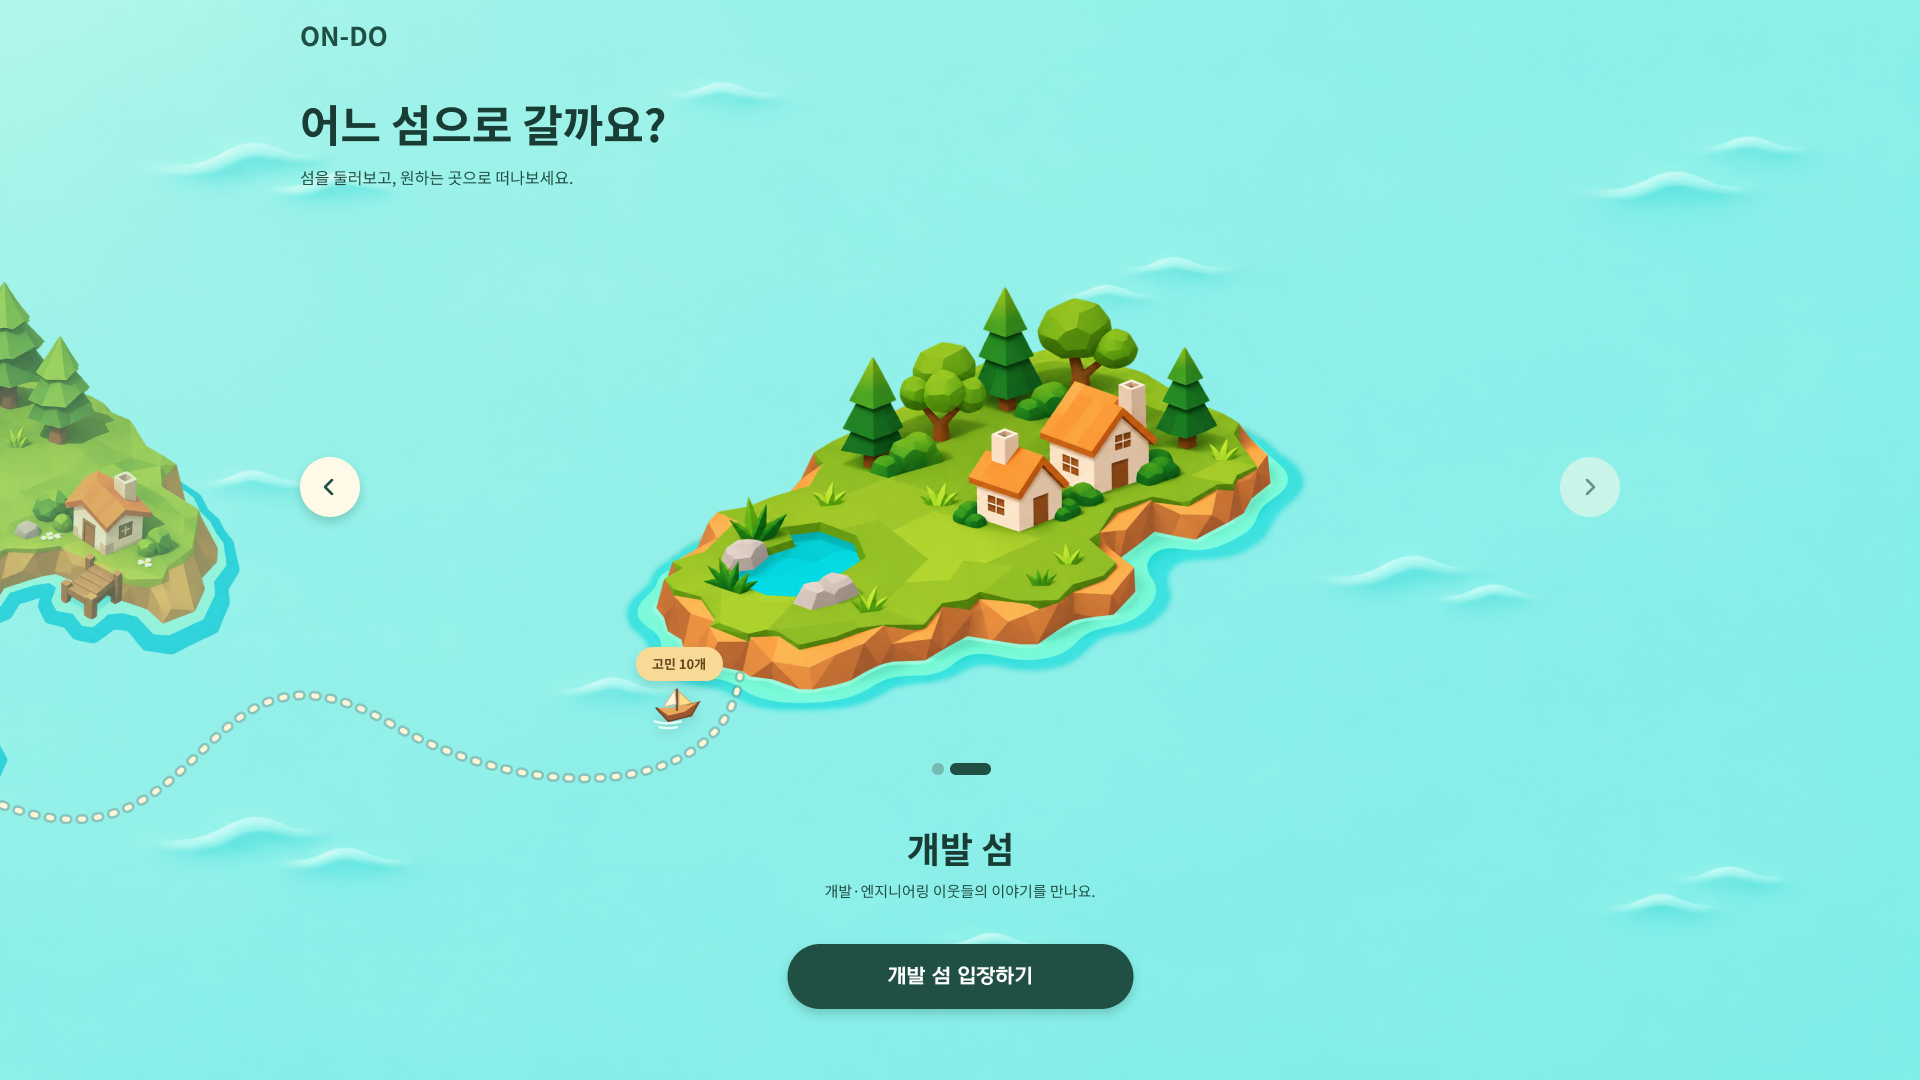 ON-DO
어느 섬으로 갈까요?
섬을 둘러보고, 원하는 곳으로 떠나보세요.
고민 10개
개발 섬
개발·엔지니어링 이웃들의 이야기를 만나요.
개발 섬 입장하기